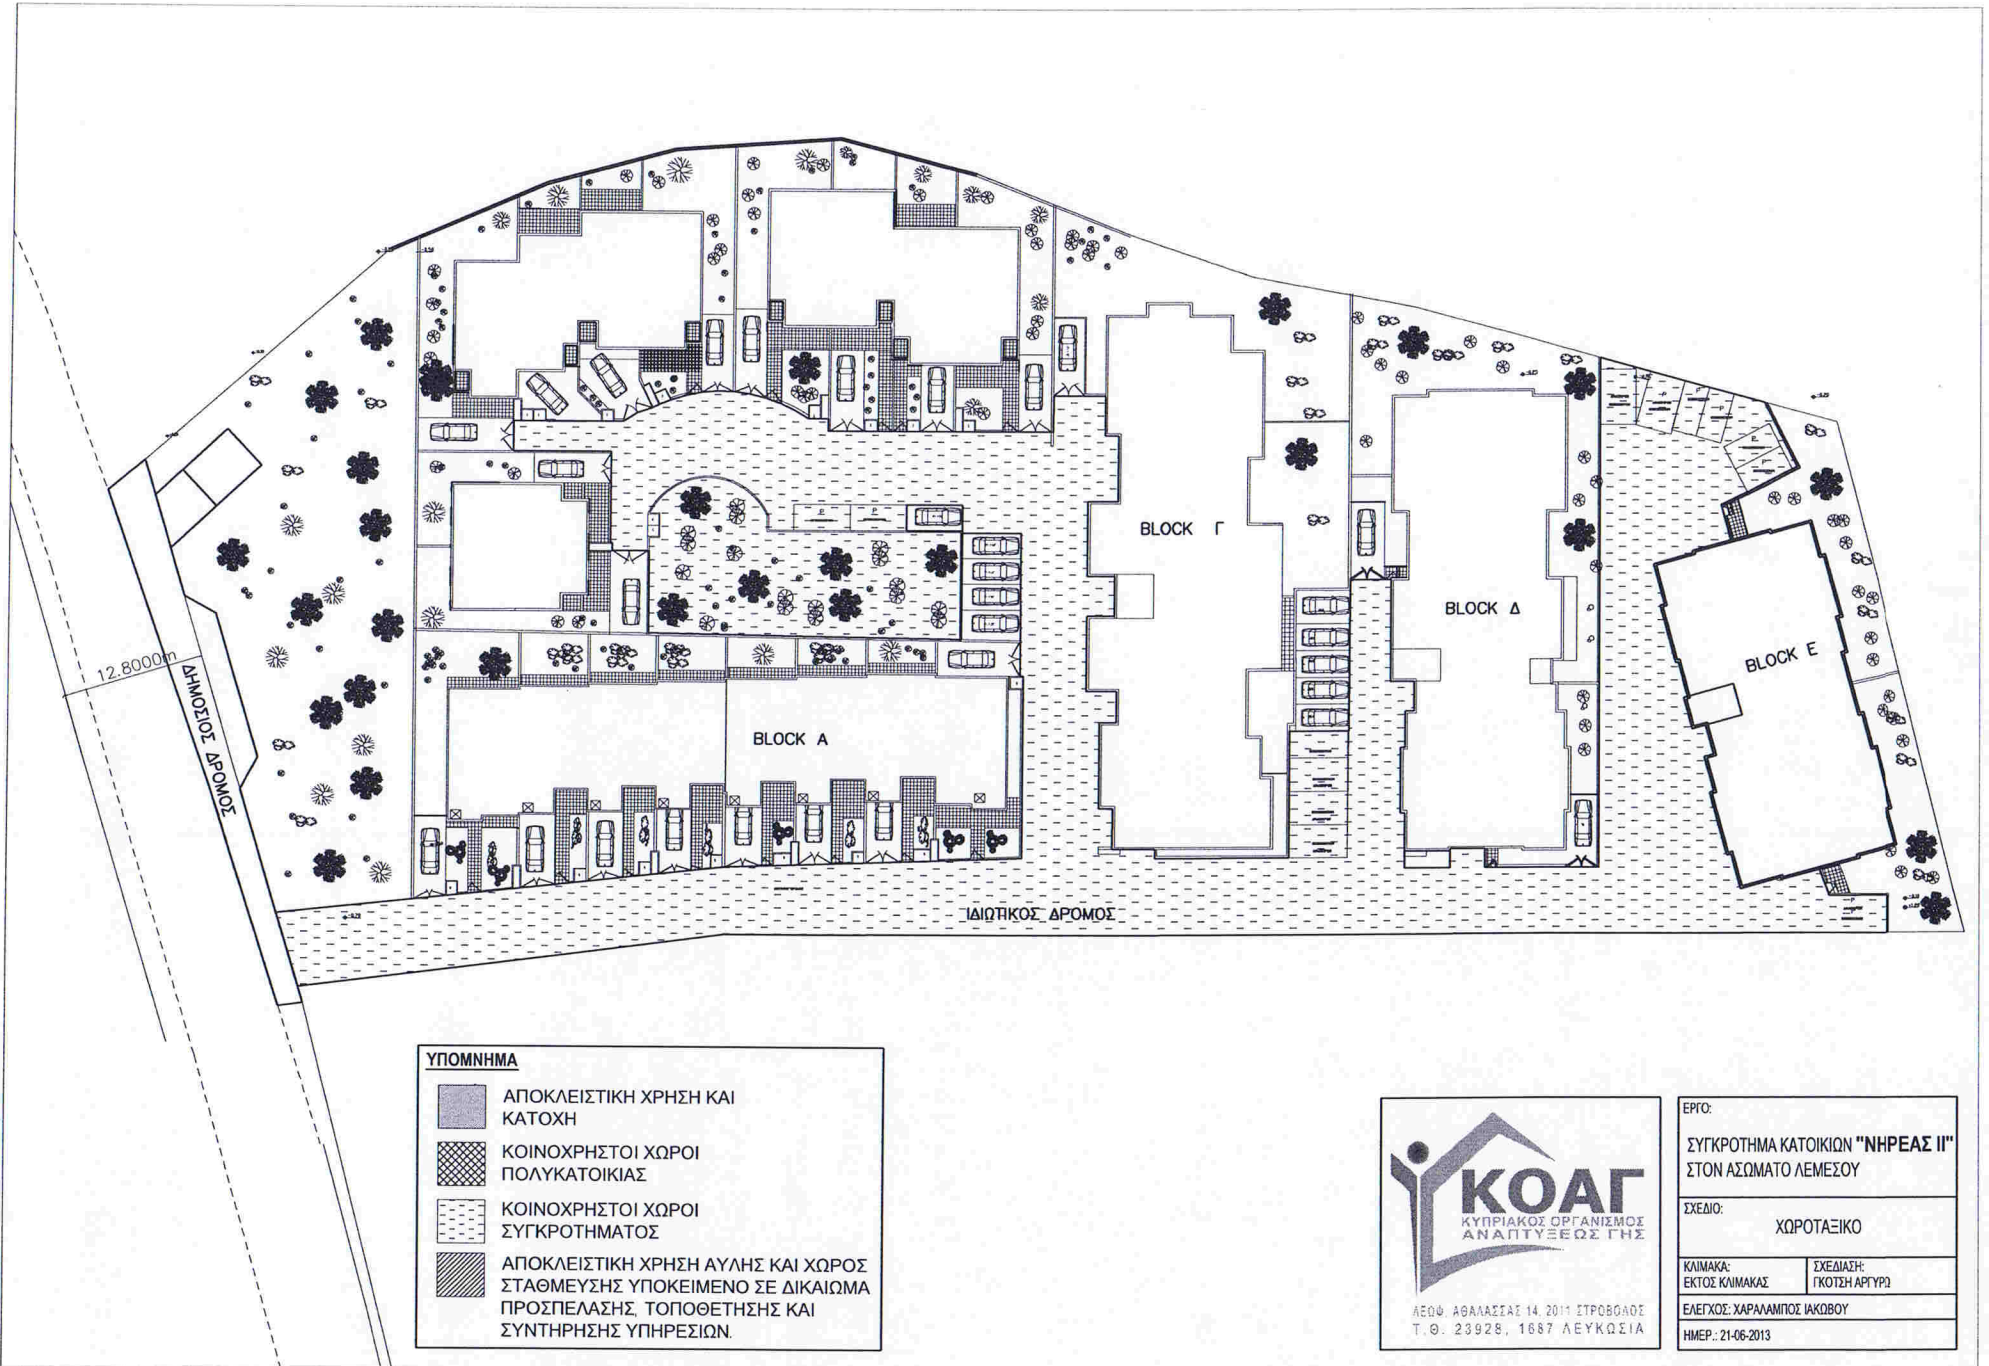 BLOCK Γ
BLOCK Δ
BLOCK E
BLOCK A
12.8000m
ΔΗΜΟΣΙΟΣ ΔΡΟΜΟΣ
ΙΔΙΩΤΙΚΟΣ ΔΡΟΜΟΣ
ΥΠΟΜΝΗΜΑ
ΑΠΟΚΛΕΙΣΤΙΚΗ ΧΡΗΣΗ ΚΑΙ
ΚΑΤΟΧΗ
ΚΟΙΝΟΧΡΗΣΤΟΙ ΧΩΡΟΙ
ΠΟΛΥΚΑΤΟΙΚΙΑΣ
ΚΟΙΝΟΧΡΗΣΤΟΙ ΧΩΡΟΙ
ΣΥΓΚΡΟΤΗΜΑΤΟΣ
ΑΠΟΚΛΕΙΣΤΙΚΗ ΧΡΗΣΗ ΑΥΛΗΣ ΚΑΙ ΧΩΡΟΣ
ΣΤΑΘΜΕΥΣΗΣ ΥΠΟΚΕΙΜΕΝΟ ΣΕ ΔΙΚΑΙΩΜΑ
ΠΡΟΣΠΕΛΑΣΗΣ, ΤΟΠΟΘΕΤΗΣΗΣ ΚΑΙ
ΣΥΝΤΗΡΗΣΗΣ ΥΠΗΡΕΣΙΩΝ.
ΚΟΑΓ
ΚΥΠΡΙΑΚΟΣ ΟΡΓΑΝΙΣΜΟΣ
ΑΝΑΠΤΥΞΕΩΣ ΓΗΣ
ΛΕΩΦ. ΑΘΑΛΑΣΣΑΣ 14, 2011 ΣΤΡΟΒΟΛΟΣ
Τ.Θ. 23928, 1687 ΛΕΥΚΩΣΙΑ
ΕΡΓΟ:
ΣΥΓΚΡΟΤΗΜΑ ΚΑΤΟΙΚΙΩΝ "ΝΗΡΕΑΣ ΙΙ"
ΣΤΟΝ ΑΣΩΜΑΤΟ ΛΕΜΕΣΟΥ
ΣΧΕΔΙΟ:
ΧΩΡΟΤΑΞΙΚΟ
ΚΛΙΜΑΚΑ:
ΕΚΤΟΣ ΚΛΙΜΑΚΑΣ
ΣΧΕΔΙΑΣΗ:
ΓΚΟΤΣΗ ΑΡΓΥΡΩ
ΕΛΕΓΧΟΣ: ΧΑΡΑΛΑΜΠΟΣ ΙΑΚΩΒΟΥ
ΗΜΕΡ.: 21-06-2013